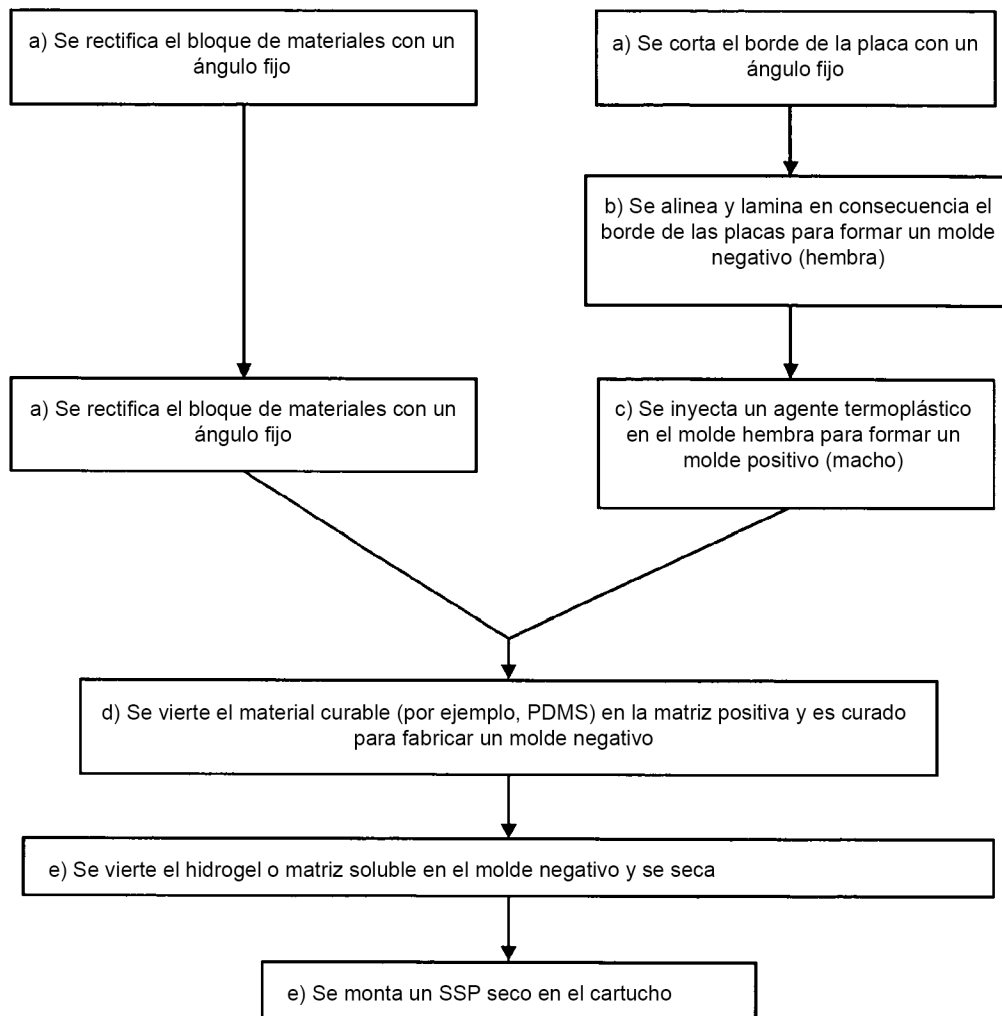 a) Se rectifica el bloque de materiales con un
ángulo fijo
a) Se corta el borde de la placa con un
ángulo fijo
b) Se alinea y lamina en consecuencia el
borde de las placas para formar un molde
negativo (hembra)
a) Se rectifica el bloque de materiales con un
ángulo fijo
c) Se inyecta un agente termoplástico
en el molde hembra para formar un
molde positivo (macho)
d) Se vierte el material curable (por ejemplo, PDMS) en la matriz positiva y es curado
para fabricar un molde negativo
e) Se vierte el hidrogel o matriz soluble en el molde negativo y se seca
e) Se monta un SSP seco en el cartucho